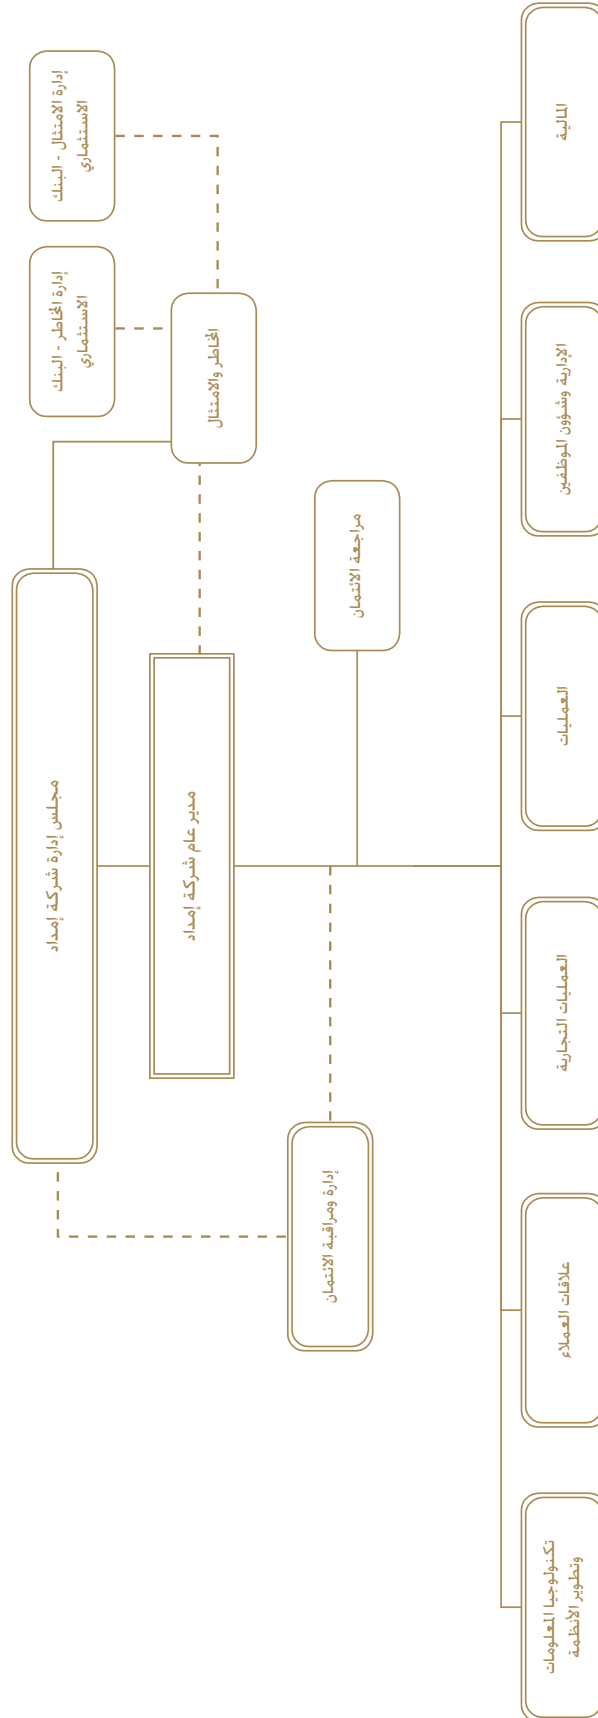 مجلس إدارة شركة إمداد
مدير عام شركة إمداد
إدارة الامتثال - البنك
الاستثماري
إدارة المخاطر - البنك
الاستثماري
المخاطر والامتثال
مراجعة الائتمان
إدارة ومراقبة الائتمان
المالية
الإدارية وشؤون الموظفين
العمليات
العمليات التجارية
علاقات العملاء
تكنولوجيا المعلومات
وتطوير الأنظمة